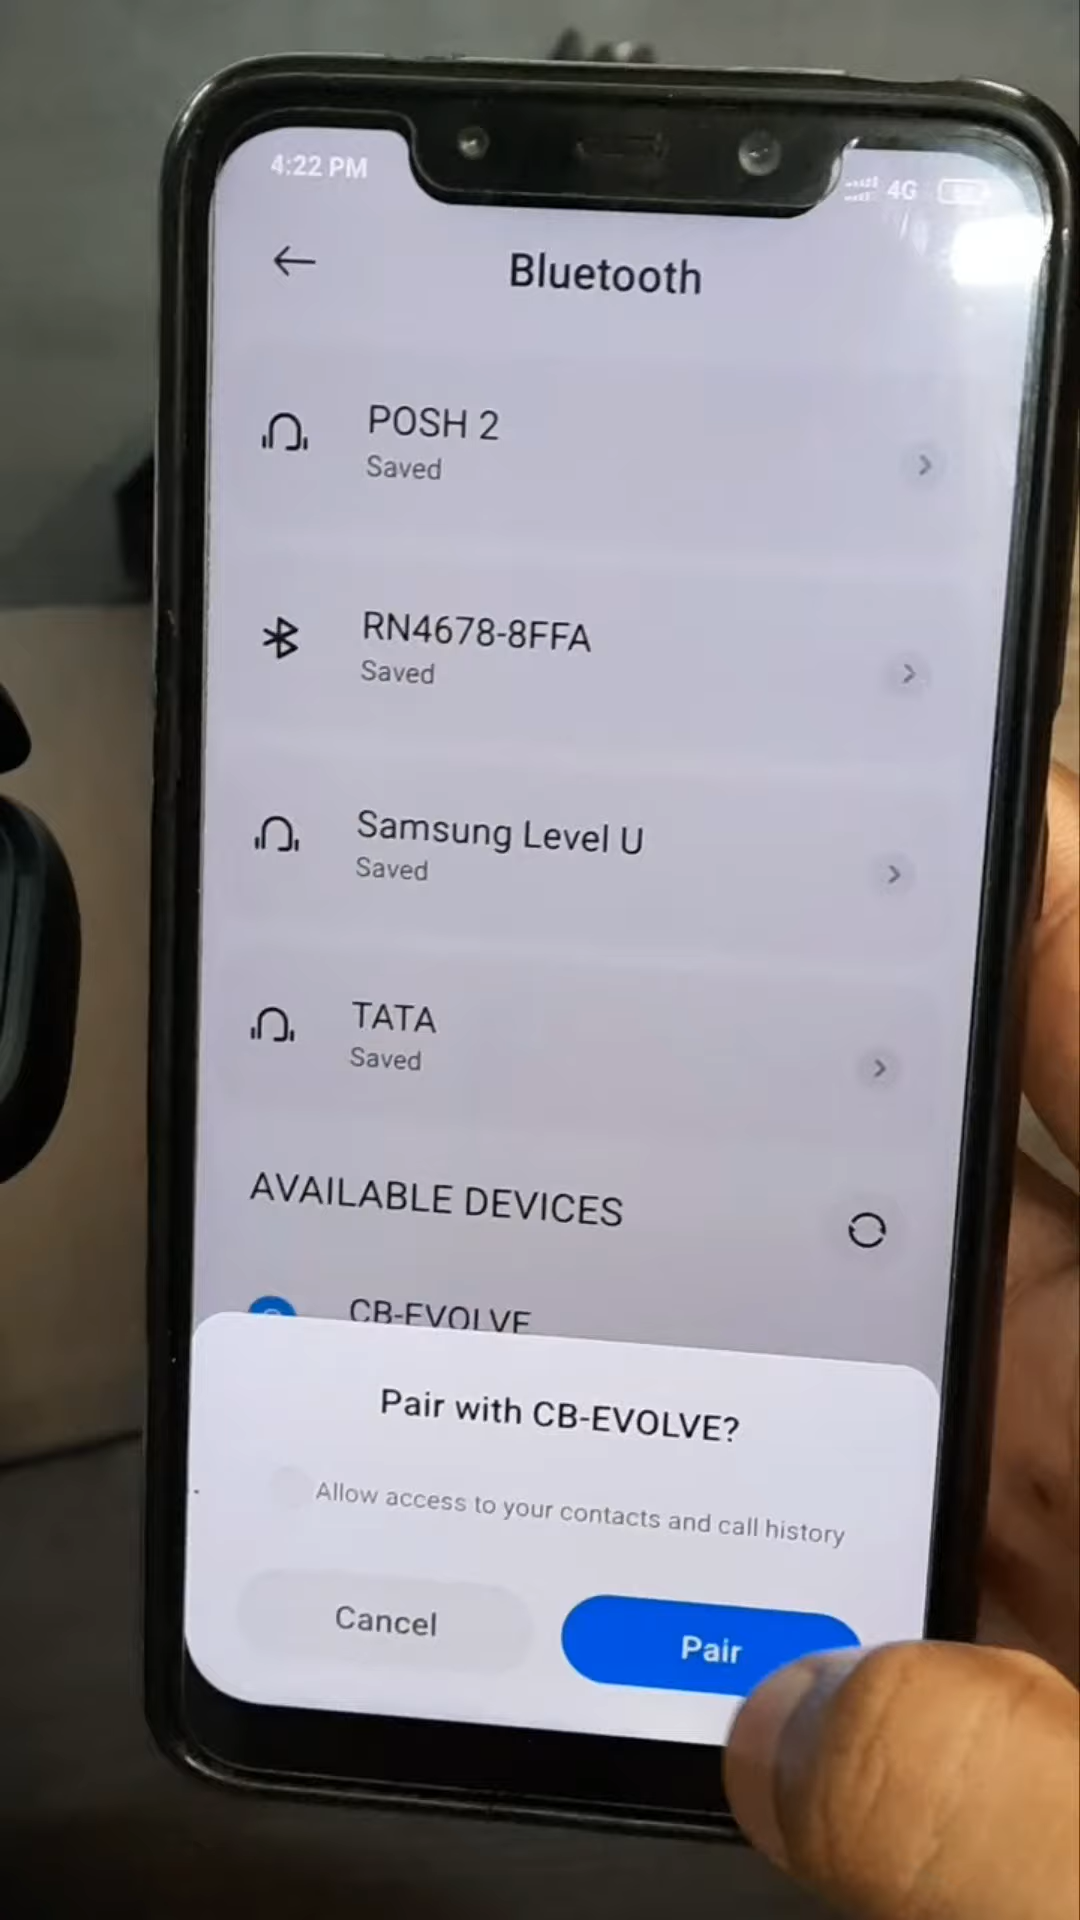 4:22 PM
4G
Bluetooth
POSH 2
Saved
RN4678-8FFA
Saved
Samsung Level U
Saved
TATA
Saved
AVAILABLE DEVICES
CB-EVOLVE
Pair with CB-EVOLVE?
Allow access to your contacts and call history
Cancel
Pair